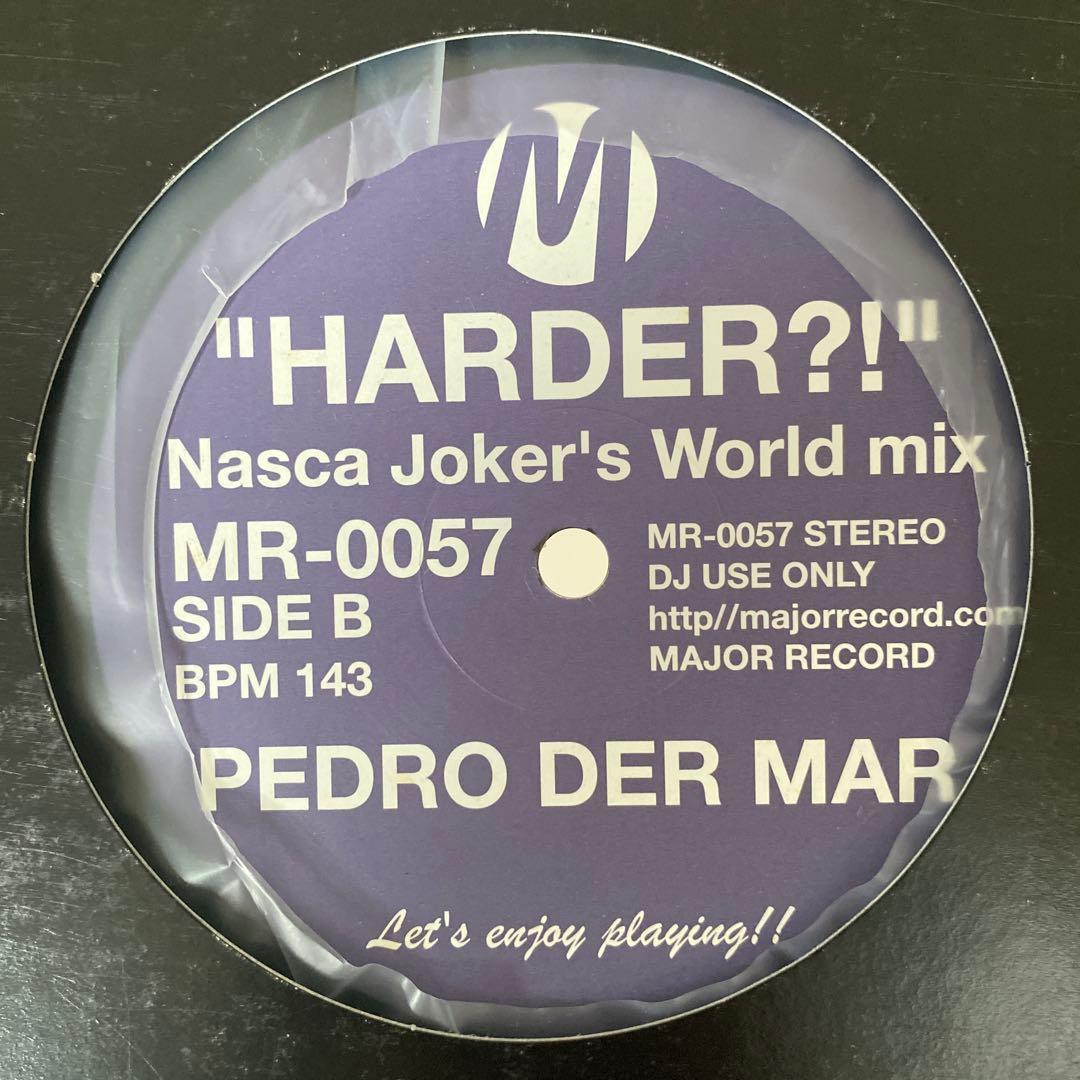 M
"HARDER?!"
Nasca Joker's World mix
MR-0057
SIDE B
BPM 143
MR-0057 STEREO
DJ USE ONLY
http//majorrecord.com
MAJOR RECORD
PEDRO DER MAR
Let's enjoy playing!!